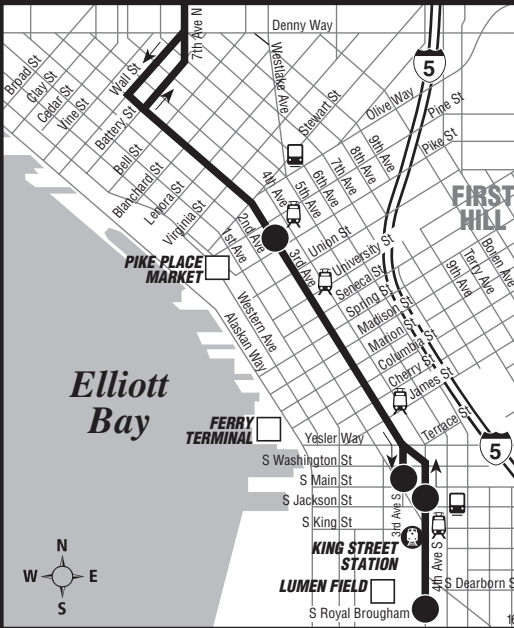 Denny Way
7th Ave N
Westlake Ave
Broad St
Clay St
Cedar St
Vine St
Wall St
Battery St
Bell St
Blanchard St
Lenora St
Virginia St
Stewart St
Olive Way
Pine St
Pike St
5
9th Ave
8th Ave
7th Ave
6th Ave
5th Ave
4th Ave
3rd Ave
2nd Ave
1st Ave
FIRST
HILL
Union St
University St
Seneca St
Spring St
Madison St
Marion St
Columbia St
Cherry St
James St
Terrace St
Boren Ave
Terry Ave
9th Ave
PIKE PLACE
MARKET
Western Ave
Alaskan Way
Elliott
Bay
FERRY
TERMINAL
Yesler Way
S Washington St
S Main St
S Jackson St
S King St
3rd Ave S
4th Ave S
5
KING STREET
STATION
LUMEN FIELD
S Dearborn S
S Royal Brougham
N
W
E
S